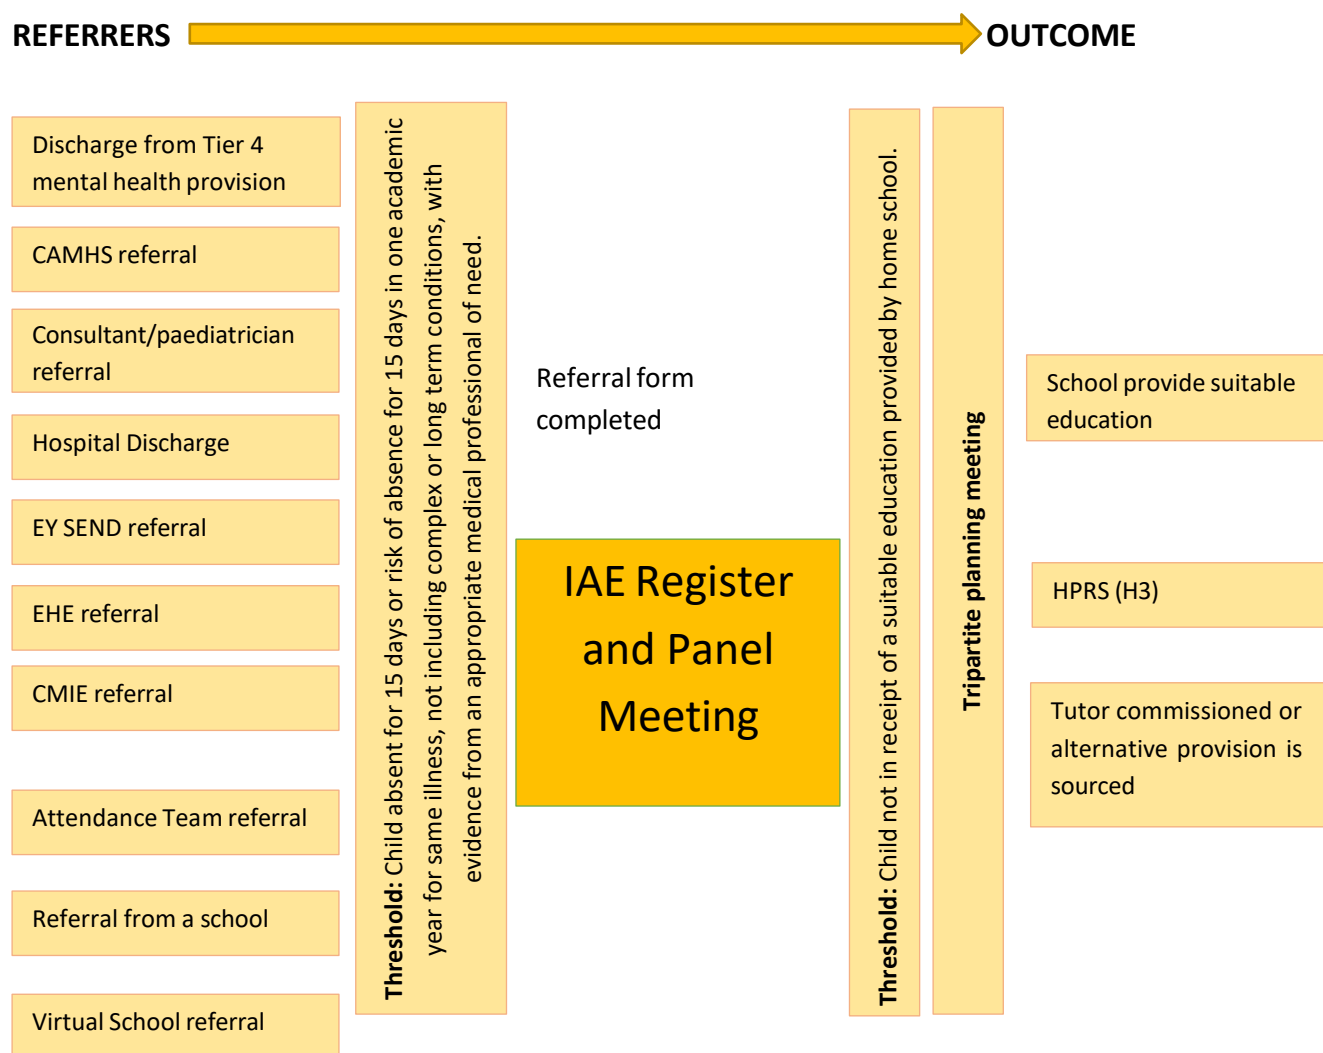 REFERRERS
OUTCOME
Discharge from Tier 4
mental health provision
CAMHS referral
Consultant/paediatrician
referral
Hospital Discharge
EY SEND referral
EHE referral
CMIE referral
Attendance Team referral
Referral from a school
Virtual School referral
Threshold: Child absent for 15 days or risk of absence for 15 days in one academic
year for same illness, not including complex or long term conditions, with
evidence from an appropriate medical professional of need.
Referral form
completed
IAE Register
and Panel
Meeting
Threshold: Child not in receipt of a suitable education provided by home school.
Tripartite planning meeting
School provide suitable
education
HPRS (H3)
Tutor commissioned or
alternative provision is
sourced